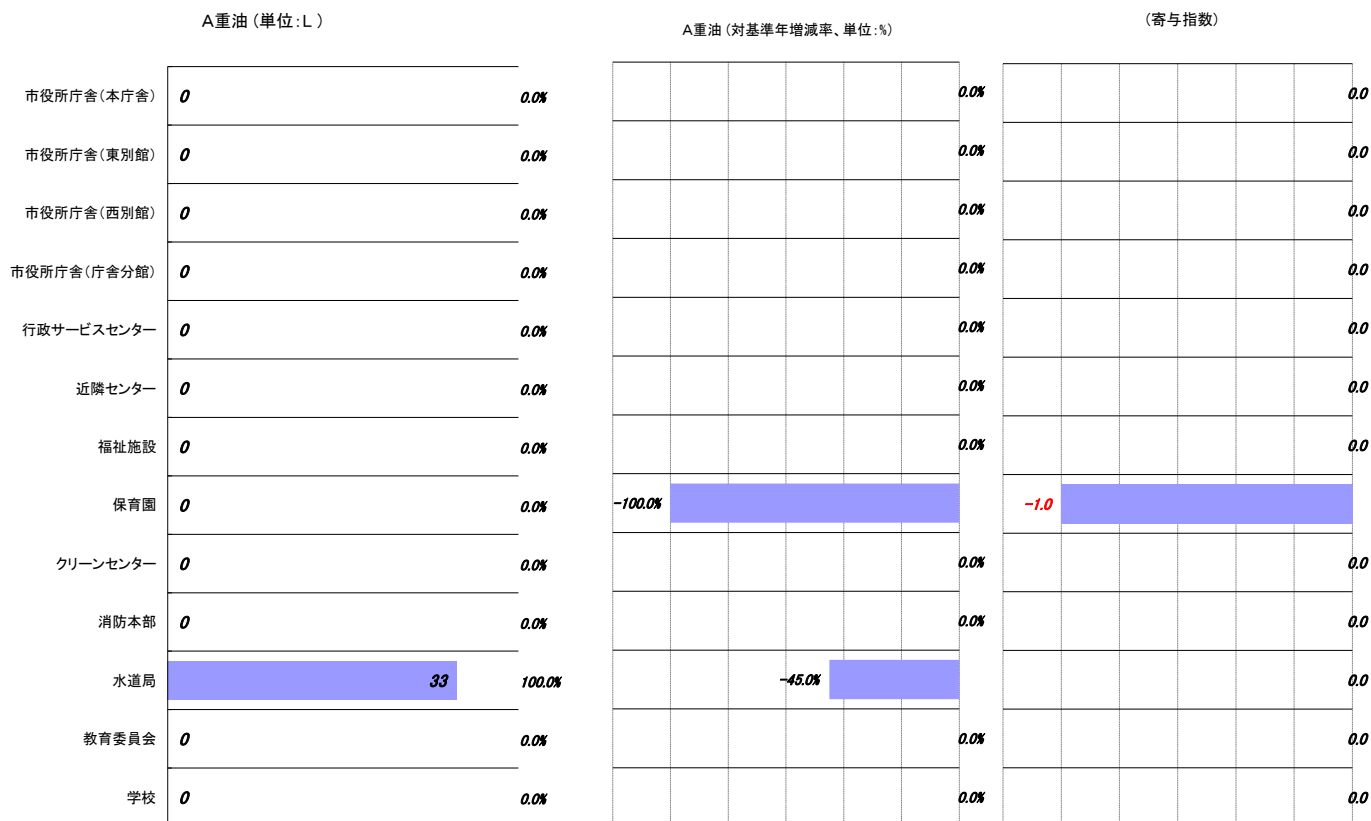 A重油（単位：L）
A重油（対基準年増減率、単位：%）
（寄与指数）
市役所庁舎（本庁舎） 0 0.0% 0.0% 0.0
市役所庁舎（東別館） 0 0.0% 0.0% 0.0
市役所庁舎（西別館） 0 0.0% 0.0% 0.0
市役所庁舎（庁舎分館） 0 0.0% 0.0% 0.0
行政サービスセンター 0 0.0% 0.0% 0.0
近隣センター 0 0.0% 0.0% 0.0
福祉施設 0 0.0% 0.0% 0.0
保育園 0 0.0% -100.0% -1.0
クリーンセンター 0 0.0% 0.0% 0.0
消防本部 0 0.0% 0.0% 0.0
水道局 33 100.0% -45.0% 0.0
教育委員会 0 0.0% 0.0% 0.0
学校 0 0.0% 0.0% 0.0